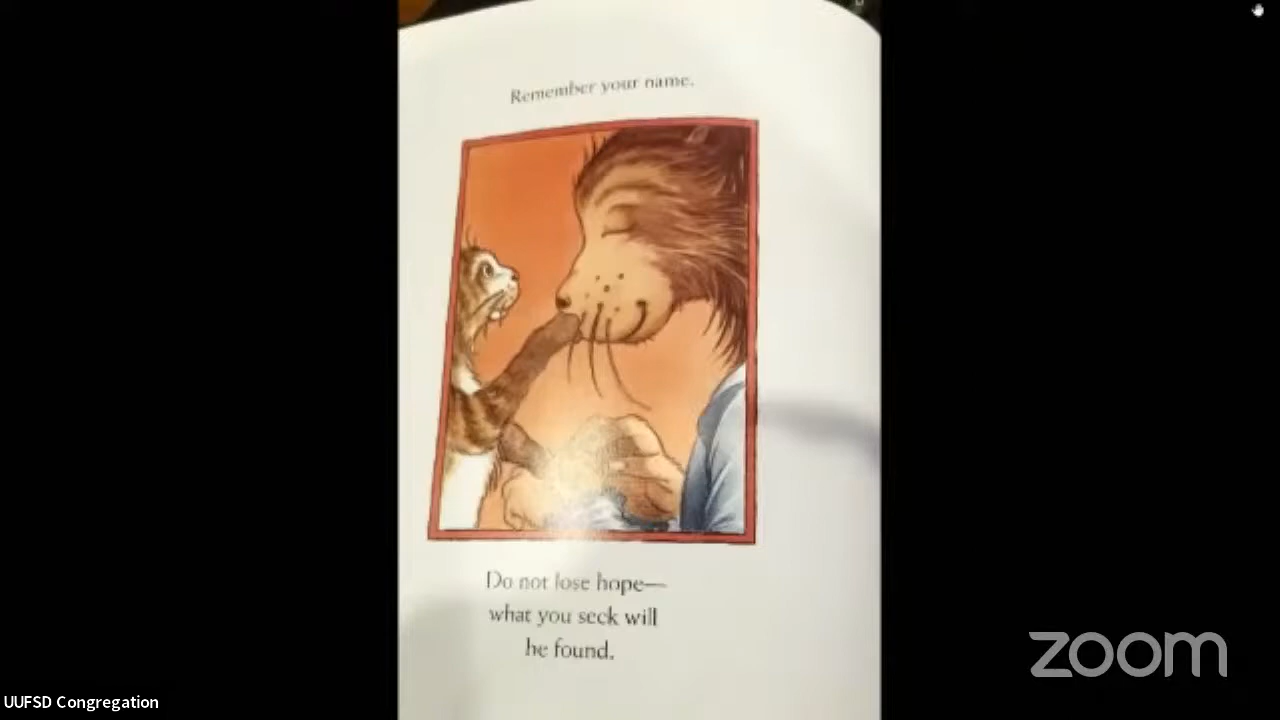 Remember your name.
Do not lose hope—
what you seek will
be found.
zoom
UUFSD Congregation